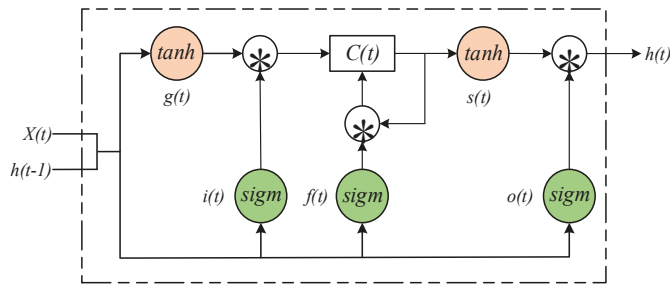 tanh
*
C(t)
tanh
*
h(t)
g(t)
s(t)
*
X(t)
h(t-1)
i(t)
sigm
f(t)
sigm
o(t)
sigm